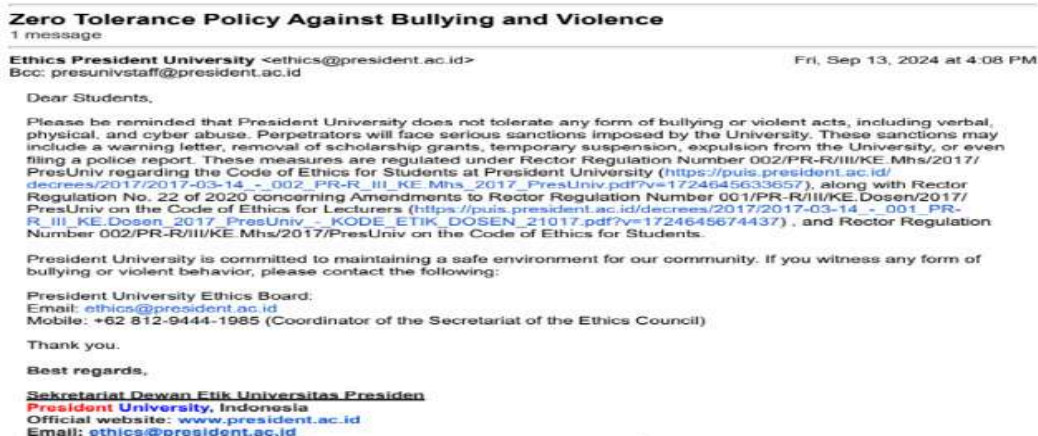 Zero Tolerance Policy Against Bullying and Violence
1 message
Ethics President University <ethics@president.ac.id> Fri, Sep 13, 2024 at 4:08 PM
Bcc: presunivstaff@president.ac.id
Dear Students,
Please be reminded that President University does not tolerate any form of bullying or violent acts, including verbal,
physical, and cyber abuse. Perpetrators will face serious sanctions imposed by the University. These sanctions may
include a warning letter, removal of scholarship grants, temporary suspension, expulsion from the University, or even
filing a police report. These measures are regulated under Rector Regulation Number 002/PR-R/III/KE.Mhs/2017/
PresUniv regarding the Code of Ethics for Students at President University (https://puis.president.ac.id/
decrees/2017/2017-03-14_-_002_PR-R_III_KE.Mhs_2017_PresUniv.pdf?v=1724645633657), along with Rector
Regulation No. 22 of 2020 concerning Amendments to Rector Regulation Number 001/PR-R/III/KE.Dosen/2017/
PresUniv on the Code of Ethics for Lecturers (https://puis.president.ac.id/decrees/2017/2017-03-14_-_001_PR-
R_III_KE.Dosen_2017_PresUniv_-_KODE_ETIK_DOSEN_21017.pdf?v=1724645674437) , and Rector Regulation
Number 002/PR-R/III/KE.Mhs/2017/PresUniv on the Code of Ethics for Students.
President University is committed to maintaining a safe environment for our community. If you witness any form of
bullying or violent behavior, please contact the following:
President University Ethics Board:
Email: ethics@president.ac.id
Mobile: +62 812-9444-1985 (Coordinator of the Secretariat of the Ethics Council)
Thank you.
Best regards,
Sekretariat Dewan Etik Universitas Presiden
President University, Indonesia
Official website: www.president.ac.id
Email: ethics@president.ac.id